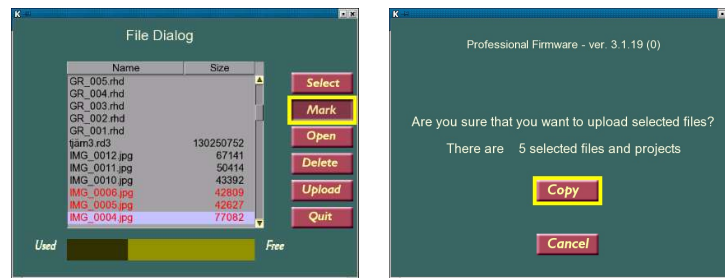 File Dialog
Name Size
GR_005.rhd
GR_004.rhd
GR_003.rhd
GR_002.rhd
GR_001.rhd
tjärn3.rd3 130250752
IMG_0012.jpg 67141
IMG_0011.jpg 50414
IMG_0010.jpg 43392
IMG_0006.jpg 42809
IMG_0005.jpg 42627
IMG_0004.jpg 77082
Select
Mark
Open
Delete
Upload
Quit
Used Free
Professional Firmware - ver. 3.1.19 (0)
Are you sure that you want to upload selected files?
There are 5 selected files and projects
Copy
Cancel